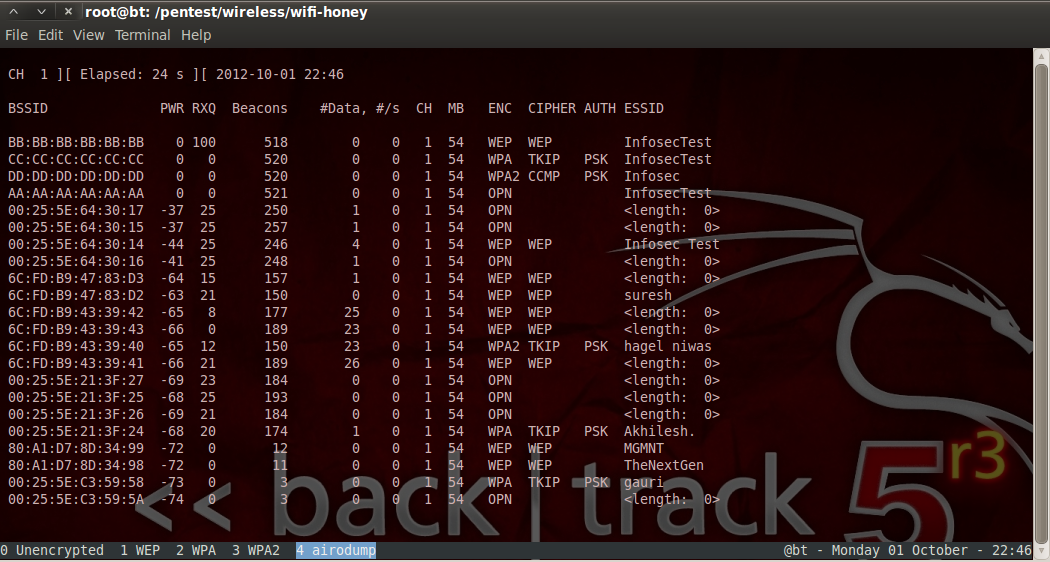 root@bt: /pentest/wireless/wifi-honey
File Edit View Terminal Help
CH 1 ][ Elapsed: 24 s ][ 2012-10-01 22:46
BSSID PWR RXQ Beacons #Data, #/s CH MB ENC CIPHER AUTH ESSID
BB:BB:BB:BB:BB:BB 0 100 518 0 0 1 54 WEP WEP InfosecTest
CC:CC:CC:CC:CC:CC 0 0 520 0 0 1 54 WPA TKIP PSK InfosecTest
DD:DD:DD:DD:DD:DD 0 0 520 0 0 1 54 WPA2 CCMP PSK Infosec
AA:AA:AA:AA:AA:AA 0 0 521 0 0 1 54 OPN InfosecTest
00:25:5E:64:30:17 -37 25 250 1 0 1 54 OPN <length: 0>
00:25:5E:64:30:15 -37 25 257 1 0 1 54 OPN <length: 0>
00:25:5E:64:30:14 -44 25 246 4 0 1 54 WEP WEP Infosec Test
00:25:5E:64:30:16 -41 25 248 1 0 1 54 OPN <length: 0>
6C:FD:B9:47:83:D3 -64 15 157 1 0 1 54 WEP WEP <length: 0>
6C:FD:B9:47:83:D2 -63 21 150 0 0 1 54 WEP WEP suresh
6C:FD:B9:43:39:42 -65 8 177 25 0 1 54 WEP WEP <length: 0>
6C:FD:B9:43:39:43 -66 0 189 23 0 1 54 WEP WEP <length: 0>
6C:FD:B9:43:39:40 -65 12 150 23 0 1 54 WPA2 TKIP PSK hagel niwas
6C:FD:B9:43:39:41 -66 21 189 26 0 1 54 WEP WEP <length: 0>
00:25:5E:21:3F:27 -69 23 184 0 0 1 54 OPN <length: 0>
00:25:5E:21:3F:25 -68 25 193 0 0 1 54 OPN <length: 0>
00:25:5E:21:3F:26 -69 21 184 0 0 1 54 OPN <length: 0>
00:25:5E:21:3F:24 -68 20 174 1 0 1 54 WPA TKIP PSK Akhilesh.
80:A1:D7:8D:34:99 -72 0 12 0 0 1 54 WEP WEP MGMNT
80:A1:D7:8D:34:98 -72 0 11 0 0 1 54 WEP WEP TheNextGen
00:25:5E:C3:59:58 -73 0 3 0 0 1 54 WPA TKIP PSK gauri
00:25:5E:C3:59:5A -74 0 3 0 0 1 54 OPN <length: 0>
<< back | track 5 r3
0 Unencrypted 1 WEP 2 WPA 3 WPA2 4 airodump @bt - Monday 01 October - 22:46